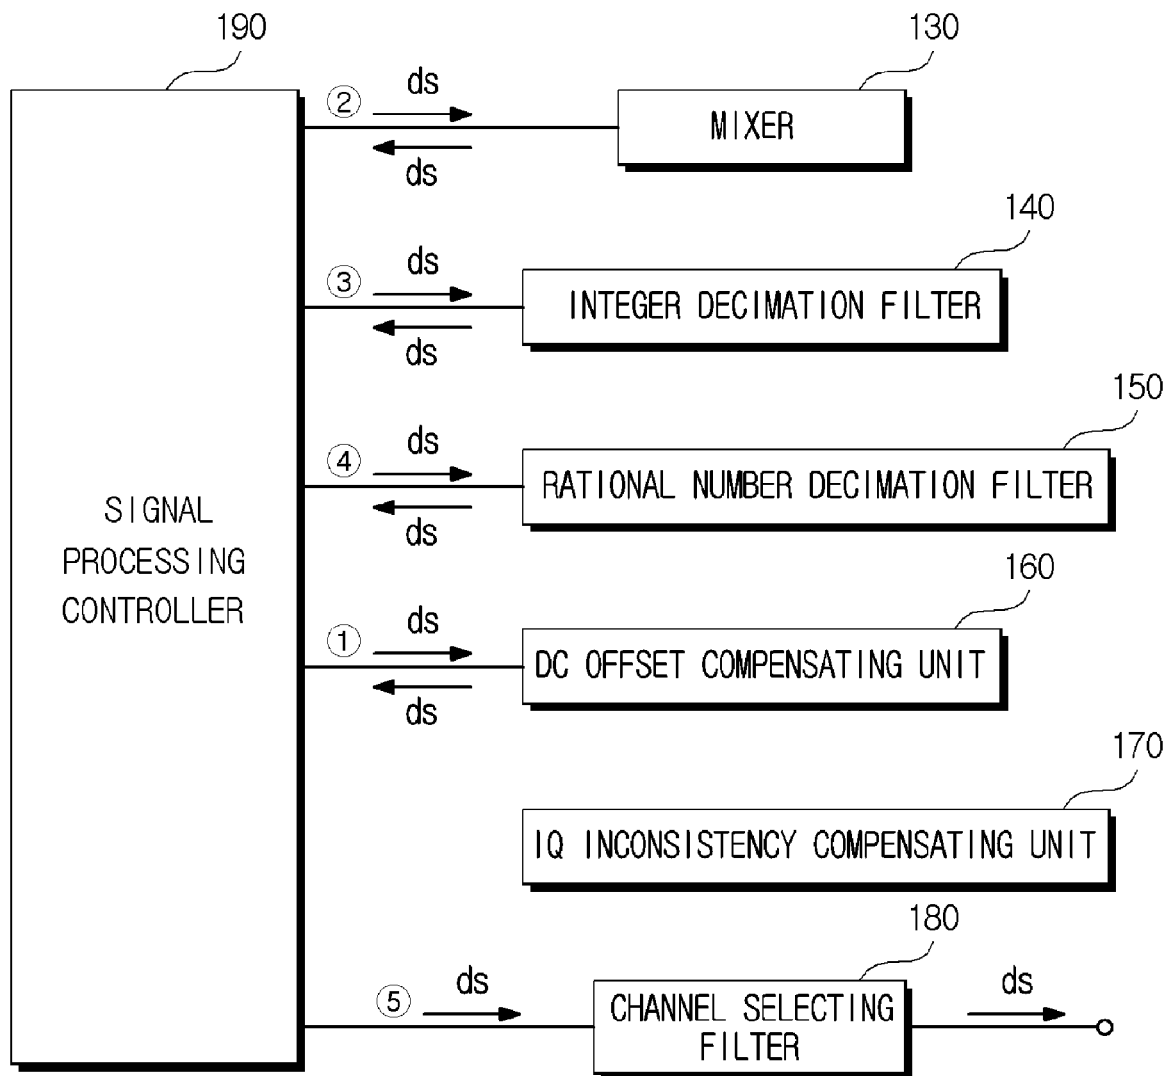 190
130
② ds
MIXER
ds
140
③ ds
INTEGER DECIMATION FILTER
ds
150
④ ds
RATIONAL NUMBER DECIMATION FILTER
ds
SIGNAL
PROCESSING
CONTROLLER
160
① ds
DC OFFSET COMPENSATING UNIT
ds
170
IQ INCONSISTENCY COMPENSATING UNIT
180
⑤ ds
CHANNEL SELECTING
FILTER
ds